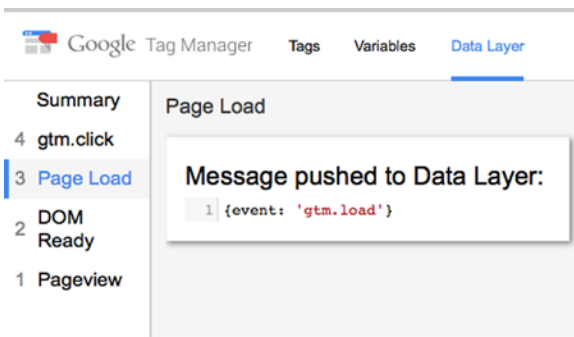 Google Tag Manager Tags Variables Data Layer
Summary
4 gtm.click
3 Page Load
2 DOM
Ready
1 Pageview
Page Load
Message pushed to Data Layer:
1 {event: 'gtm.load'}